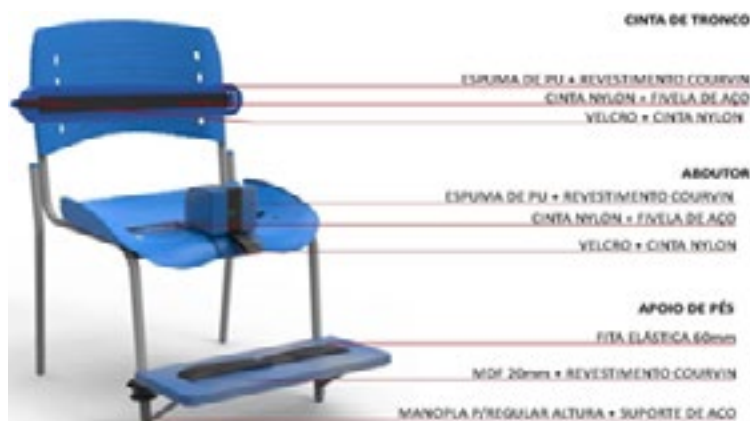 CINTA DE TRONCO
ESPUMA DE PU + REVESTIMENTO COURVIN
CINTA NYLON + FIVELA DE AÇO
VELCRO + CINTA NYLON
ABDUTOR
ESPUMA DE PU + REVESTIMENTO COURVIN
CINTA NYLON + FIVELA DE AÇO
VELCRO + CINTA NYLON
APOIO DE PÉS
FITA ELÁSTICA 60mm
MDF 20mm + REVESTIMENTO COURVIN
MANOPLA P/REGULAR ALTURA + SUPORTE DE AÇO